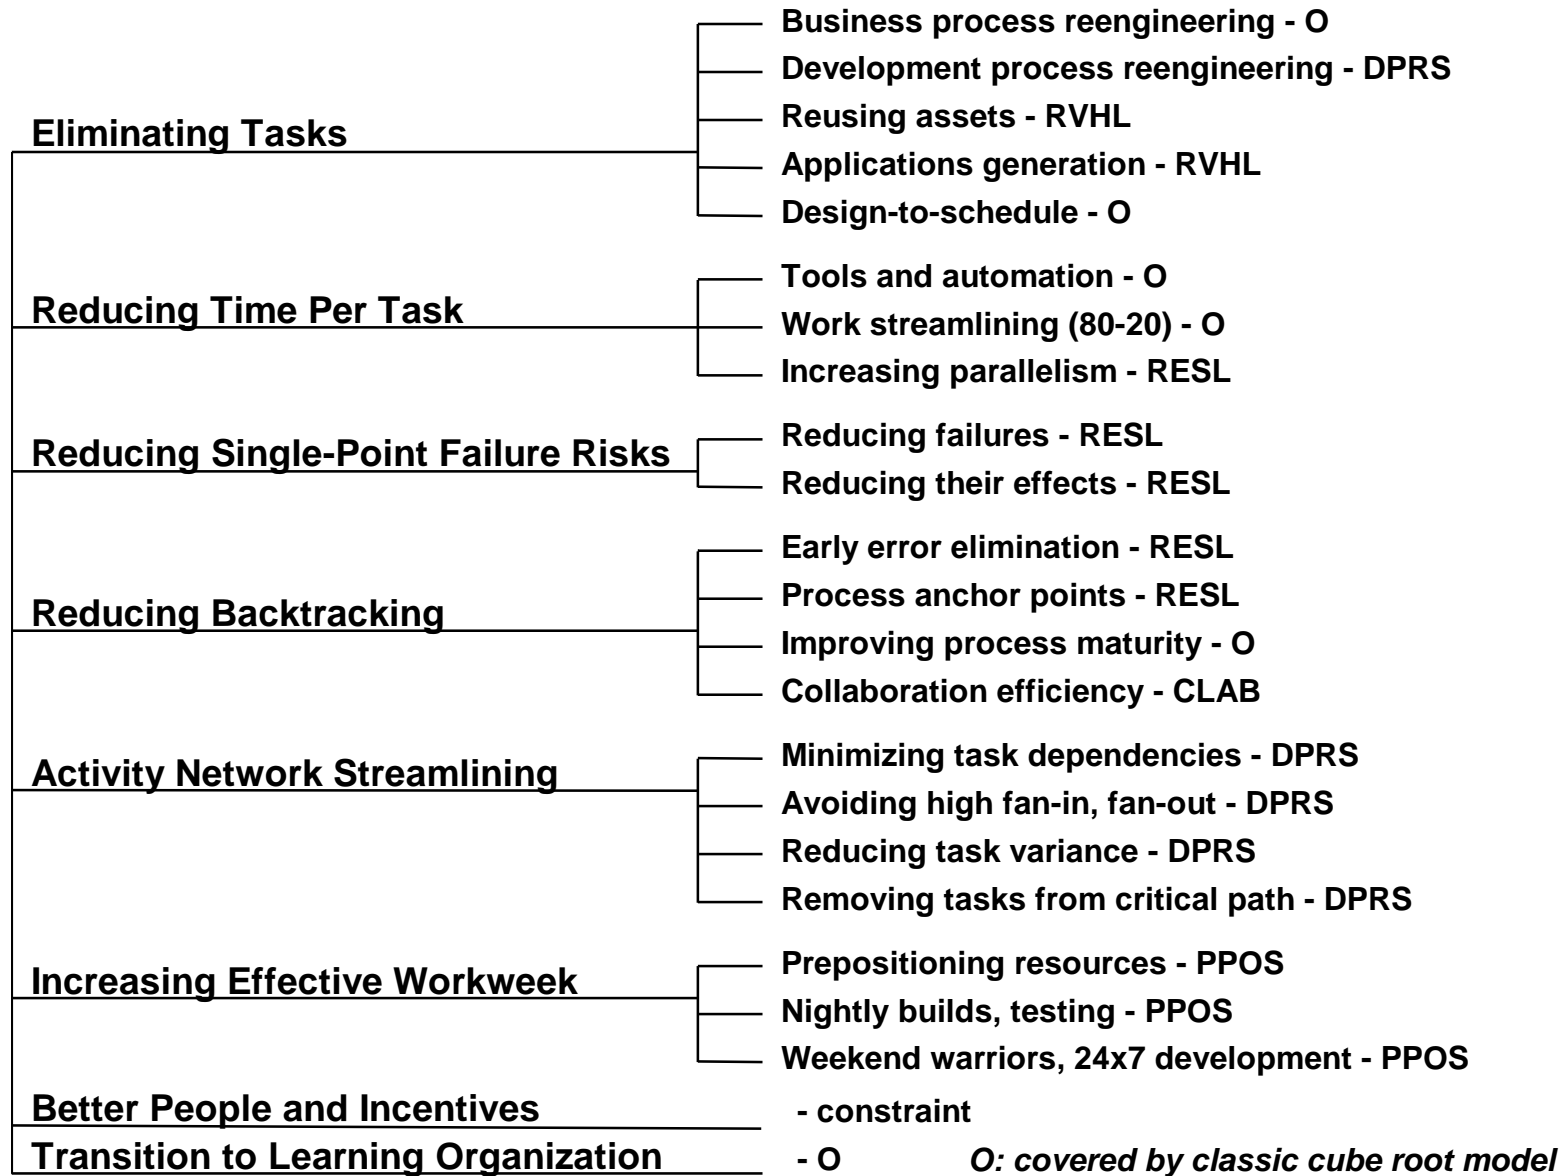 Eliminating Tasks
Business process reengineering - O
Development process reengineering - DPRS
Reusing assets - RVHL
Applications generation - RVHL
Design-to-schedule - O
Reducing Time Per Task
Tools and automation - O
Work streamlining (80-20) - O
Increasing parallelism - RESL
Reducing Single-Point Failure Risks
Reducing failures - RESL
Reducing their effects - RESL
Reducing Backtracking
Early error elimination - RESL
Process anchor points - RESL
Improving process maturity - O
Collaboration efficiency - CLAB
Activity Network Streamlining
Minimizing task dependencies - DPRS
Avoiding high fan-in, fan-out - DPRS
Reducing task variance - DPRS
Removing tasks from critical path - DPRS
Increasing Effective Workweek
Prepositioning resources - PPOS
Nightly builds, testing - PPOS
Weekend warriors, 24x7 development - PPOS
Better People and Incentives - constraint
Transition to Learning Organization - O
O: covered by classic cube root model